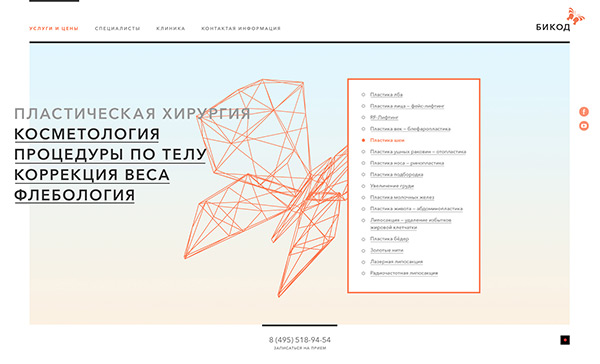 УСЛУГИ И ЦЕНЫ СПЕЦИАЛИСТЫ КЛИНИКА КОНТАКТАЯ ИНФОРМАЦИЯ
БИКОД
ПЛАСТИЧЕСКАЯ ХИРУРГИЯ
КОСМЕТОЛОГИЯ
ПРОЦЕДУРЫ ПО ТЕЛУ
КОРРЕКЦИЯ ВЕСА
ФЛЕБОЛОГИЯ
Пластика лба
Пластика лица – фэйс-лифтинг
RF-Лифтинг
Пластика век – блефаропластика
Пластика шеи
Пластика ушных раковин – отопластика
Пластика носа – ринопластика
Пластика подбородка
Увеличение груди
Пластика молочных желез
Пластика живота – абдоминопластика
Липосакция – удаление избытков
жировой клетчатки
Пластика бёдер
Золотые нити
Лазерная липосакция
Радиочастотная липосакция
8 (495) 518-94-54
ЗАПИСАТЬСЯ НА ПРИЕМ